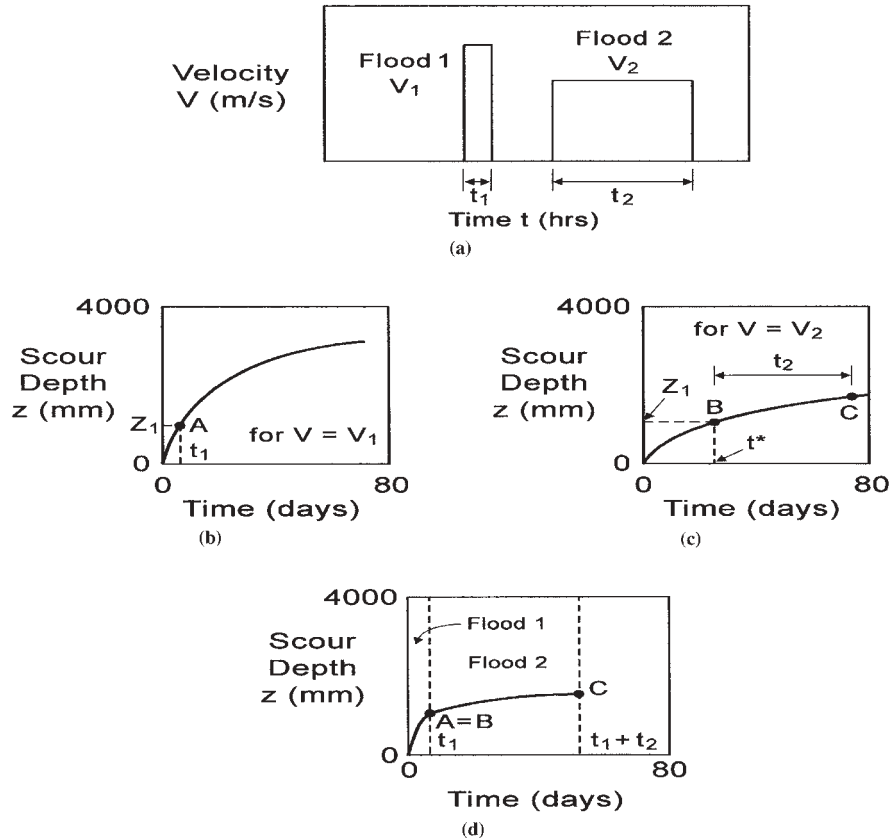 Velocity
V (m/s)
Flood 1
V₁
Flood 2
V₂
t₁
t₂
Time t (hrs)
(a)
4000
Scour
Depth
z (mm)
Z₁
A
t₁
for V = V₁
0
0
80
Time (days)
(b)
4000
for V = V₂
Scour
Depth
z (mm)
t₂
Z₁
B
C
t*
0
0
80
Time (days)
(c)
4000
Flood 1
Scour
Depth
z (mm)
Flood 2
C
A=B
t₁
t₁ + t₂
0
0
80
Time (days)
(d)